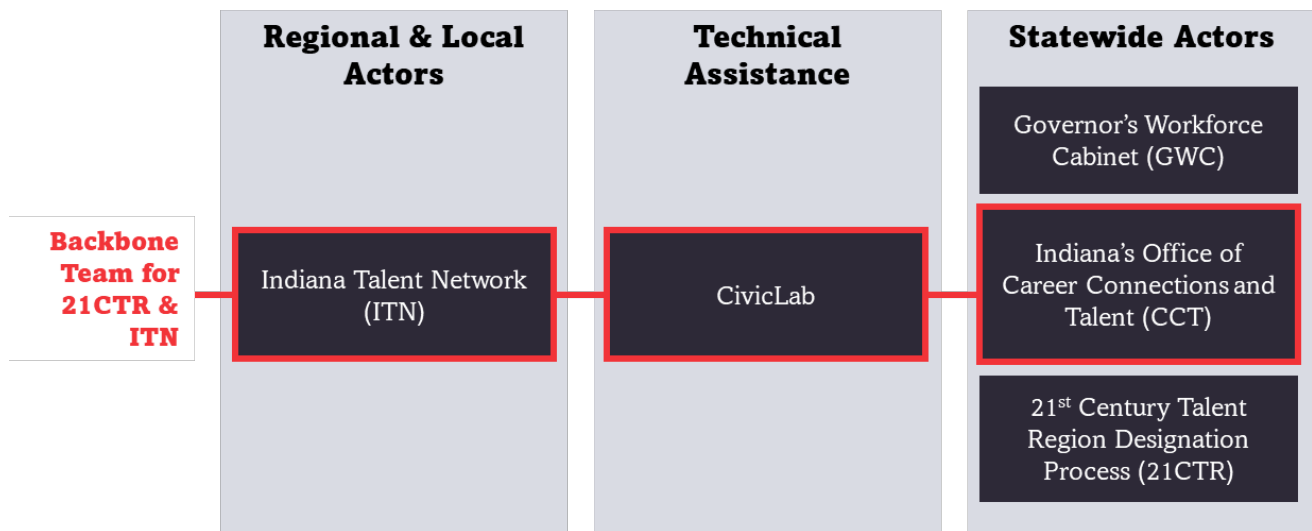 Regional & Local
Actors
Technical
Assistance
Statewide Actors
Governor’s Workforce
Cabinet (GWC)
Backbone
Team for
21CTR &
ITN
Indiana Talent Network
(ITN)
CivicLab
Indiana’s Office of
Career Connections and
Talent (CCT)
21st Century Talent
Region Designation
Process (21CTR)